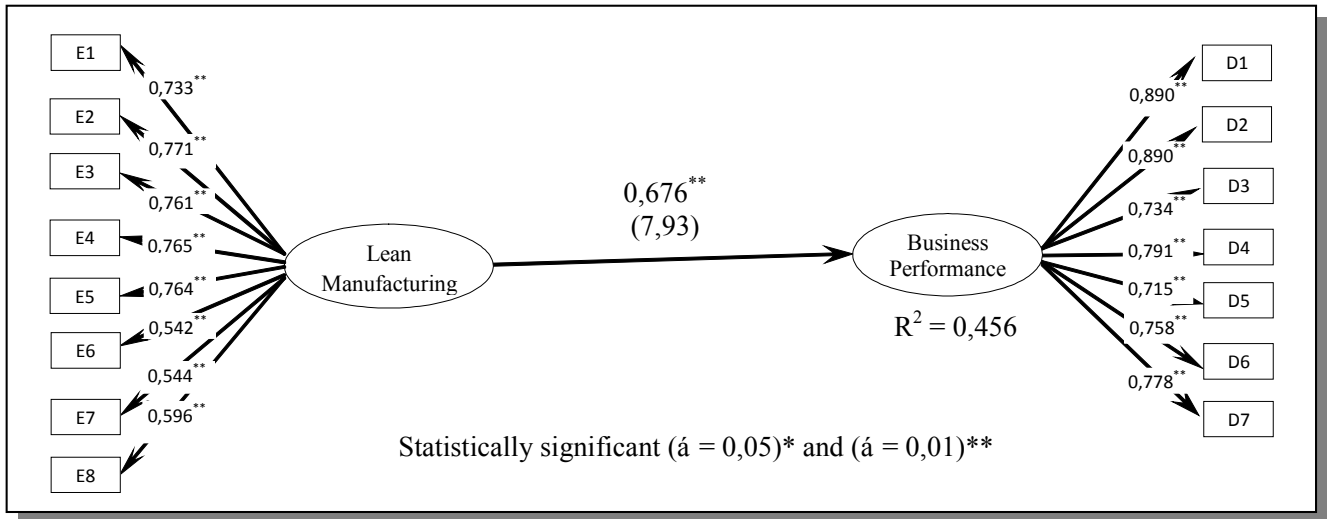 E1
0,733**
E2
0,771**
E3
0,761**
E4
0,765**
E5
0,764**
E6
0,542**
E7
0,544**
0,596**
E8
Lean
Manufacturing
0,676**
(7,93)
Business
Performance
R² = 0,456
D1
0,890**
D2
0,890**
D3
0,734**
D4
0,791**
D5
0,715**
0,758**
D6
0,778**
D7
Statistically significant (á = 0,05)* and (á = 0,01)**